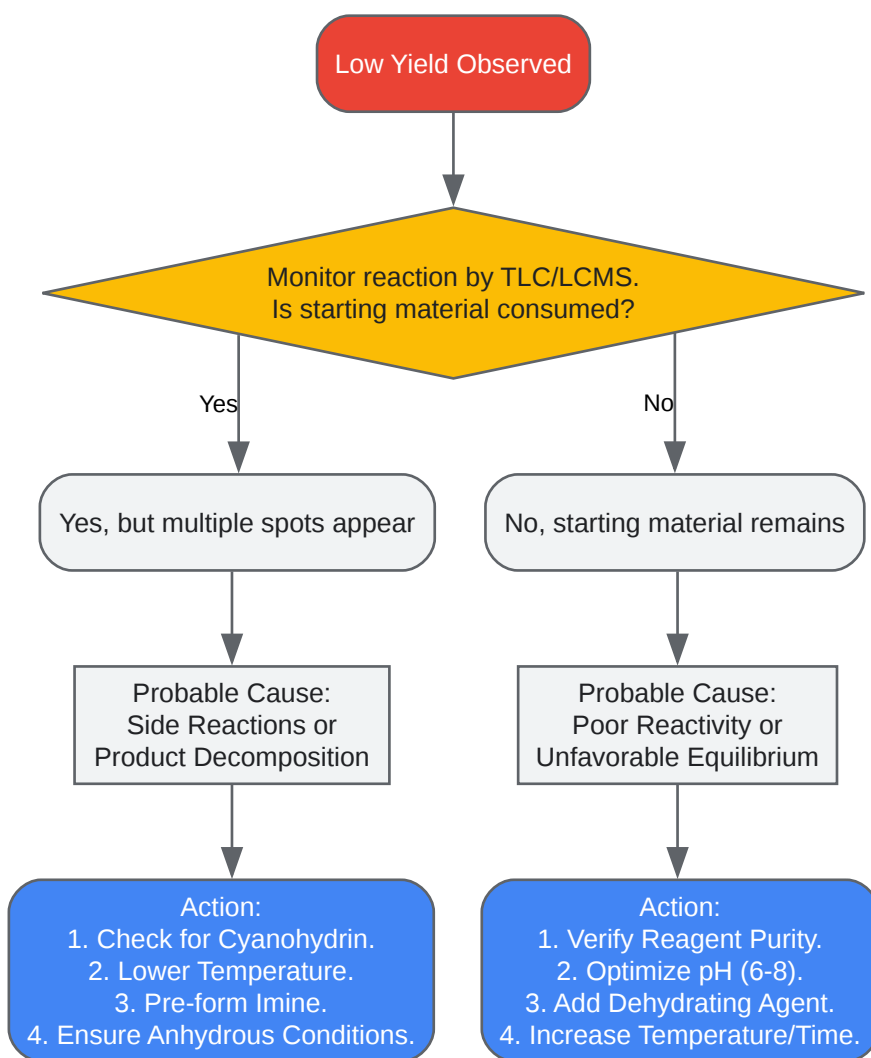 Low Yield Observed
Monitor reaction by TLC/LCMS.
Is starting material consumed?
Yes
No
Yes, but multiple spots appear
No, starting material remains
Probable Cause:
Side Reactions or
Product Decomposition
Probable Cause:
Poor Reactivity or
Unfavorable Equilibrium
Action:
1. Check for Cyanohydrin.
2. Lower Temperature.
3. Pre-form Imine.
4. Ensure Anhydrous Conditions.
Action:
1. Verify Reagent Purity.
2. Optimize pH (6-8).
3. Add Dehydrating Agent.
4. Increase Temperature/Time.